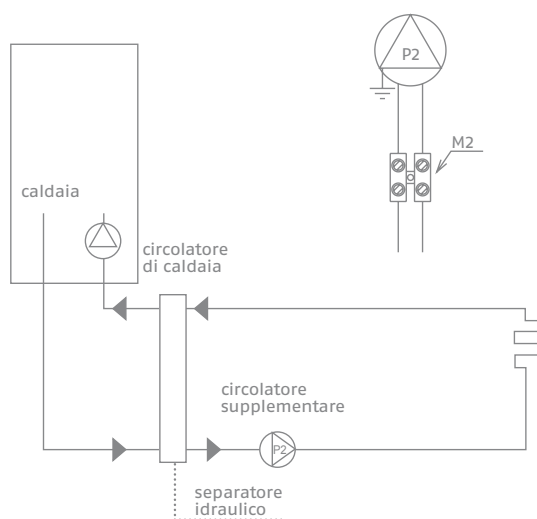 P2
M2
caldaia
circolatore
di caldaia
circolatore
supplementare
P2
separatore
idraulico